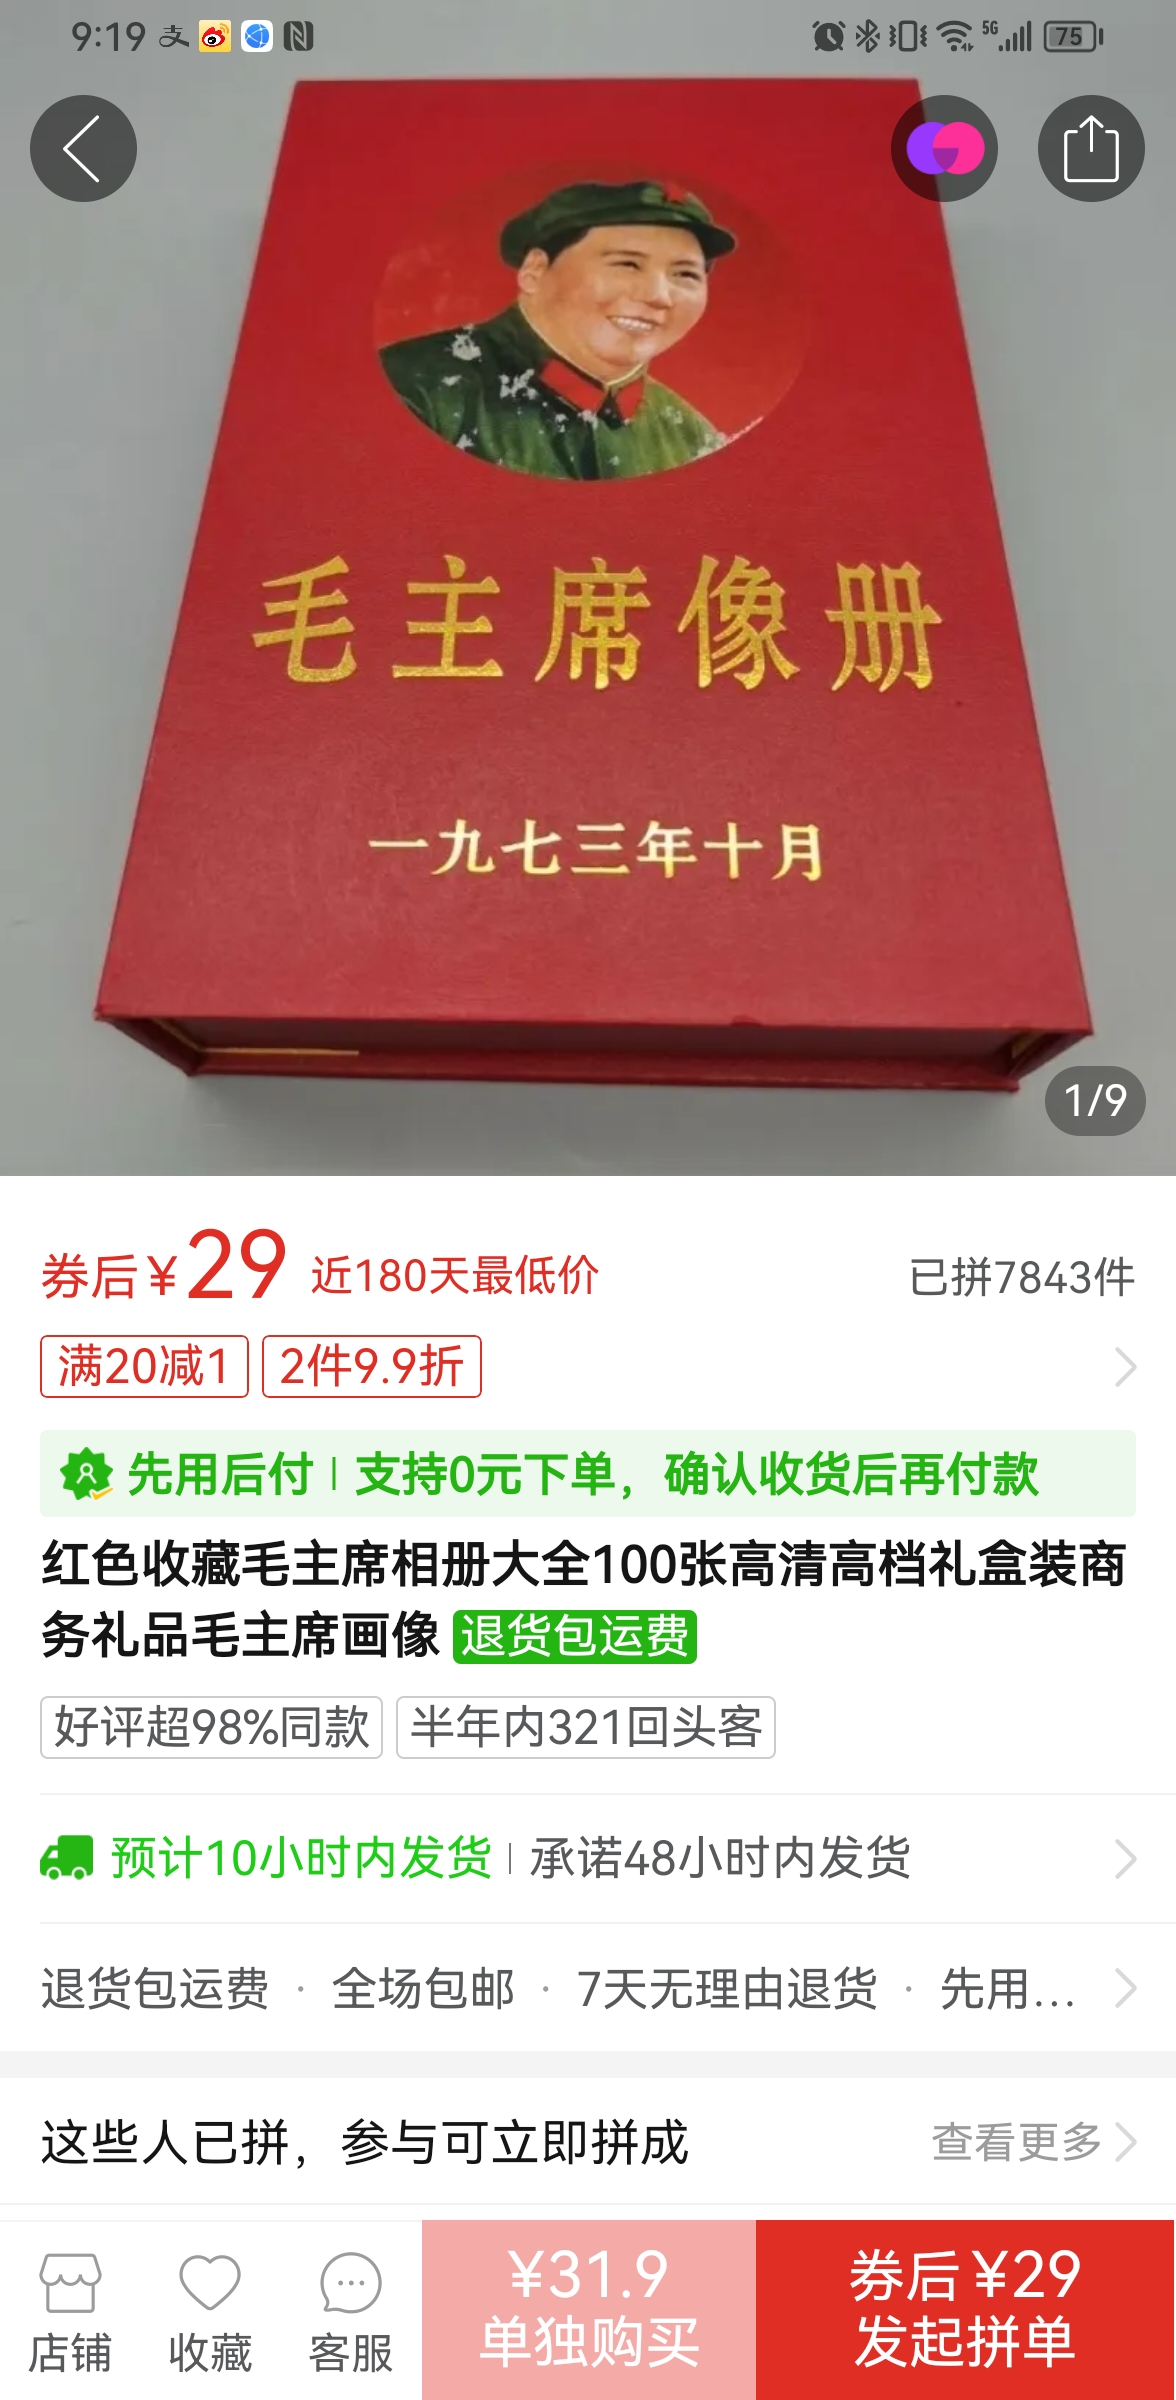 9:19
5G
75
毛主席像册
一九七三年十月
1/9
券后¥29 近180天最低价 已拼7843件
满20减1 2件9.9折
先用后付 | 支持0元下单，确认收货后再付款
红色收藏毛主席相册大全100张高清高档礼盒装商
务礼品毛主席画像 退货包运费
好评超98%同款 半年内321回头客
预计10小时内发货 | 承诺48小时内发货
退货包运费 · 全场包邮 · 7天无理由退货 · 先用...
这些人已拼，参与可立即拼成 查看更多
¥31.9 券后¥29
店铺 收藏 客服 单独购买 发起拼单